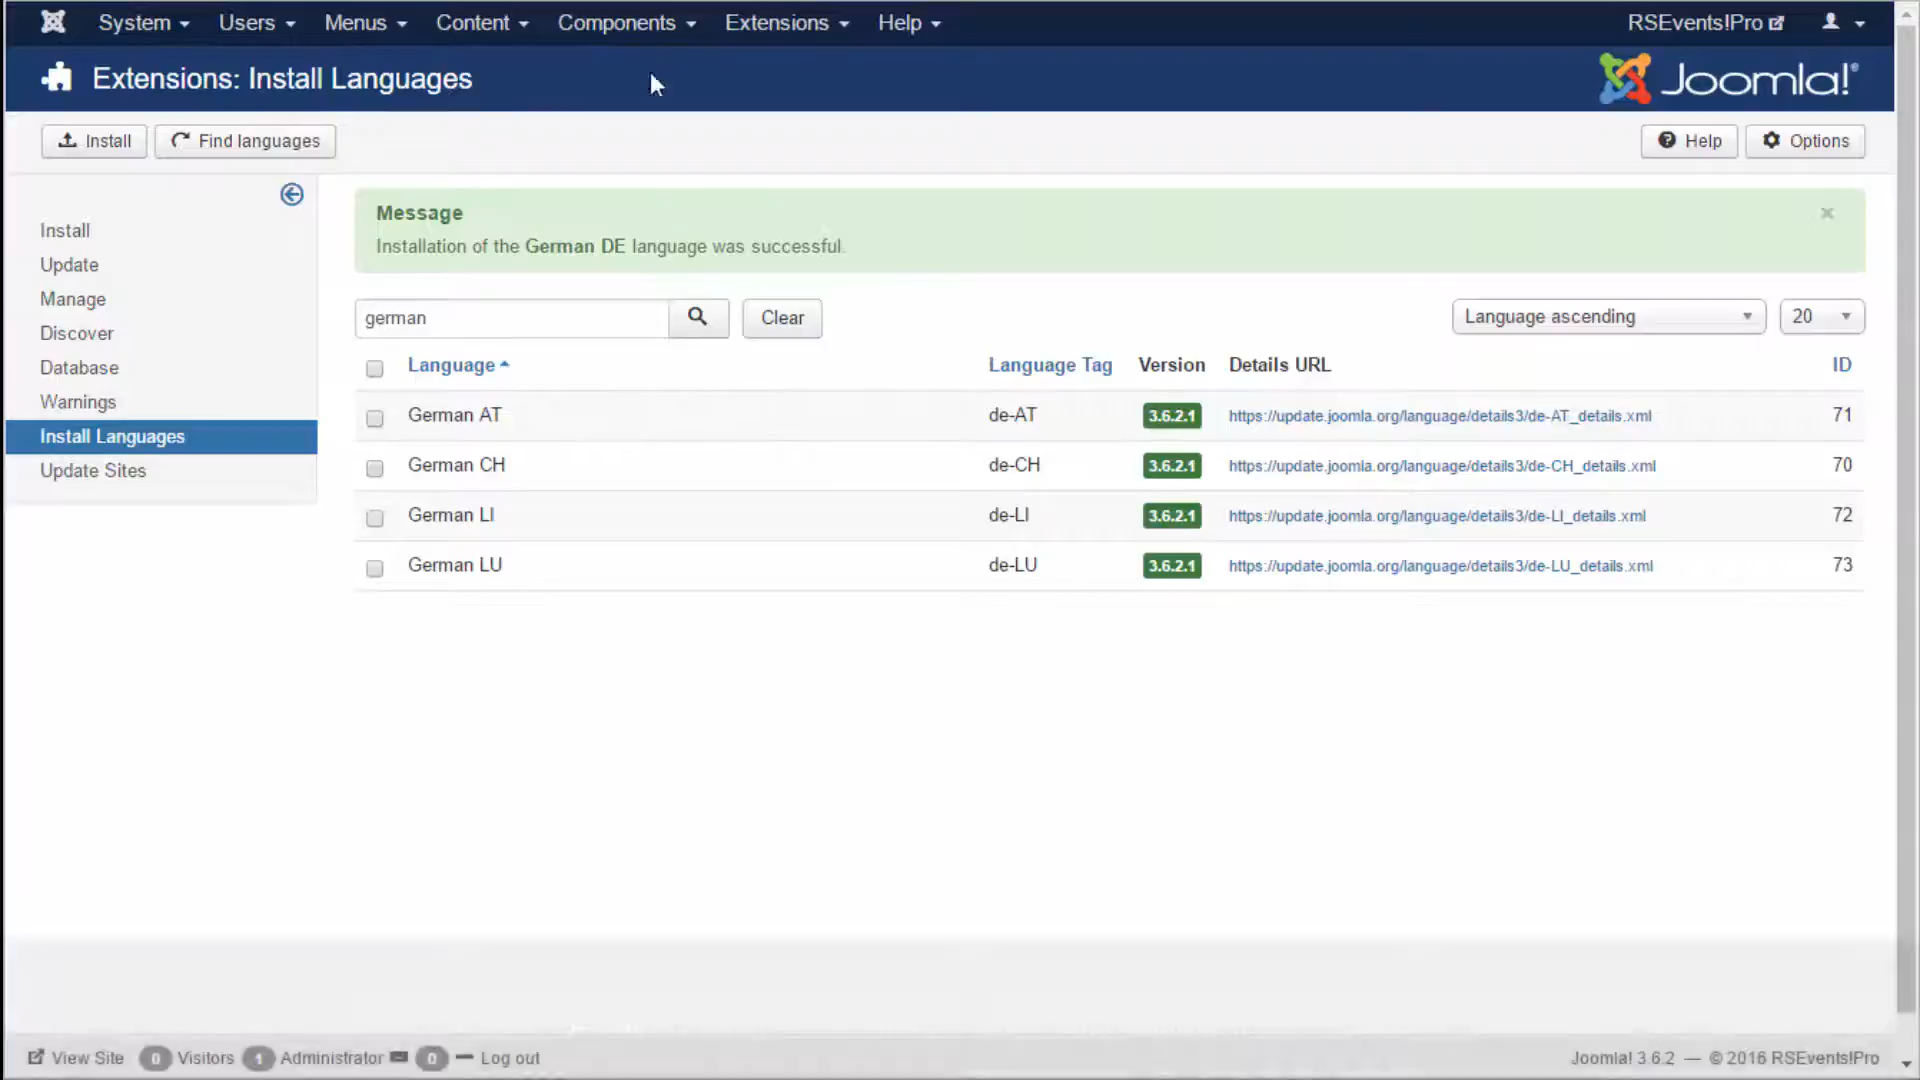 System Users Menus Content Components Extensions Help RSEvents!Pro
Extensions: Install Languages Joomla!®
Install Find languages Help Options
Message
Installation of the German DE language was successful.
×
Install
Update
Manage
Discover
Database
Warnings
Install Languages
Update Sites
german Clear Language ascending 20
Language Language Tag Version Details URL ID
German AT de-AT 3.6.2.1 https://update.joomla.org/language/details3/de-AT_details.xml 71
German CH de-CH 3.6.2.1 https://update.joomla.org/language/details3/de-CH_details.xml 70
German LI de-LI 3.6.2.1 https://update.joomla.org/language/details3/de-LI_details.xml 72
German LU de-LU 3.6.2.1 https://update.joomla.org/language/details3/de-LU_details.xml 73
View Site 0 Visitors 1 Administrator 0 Log out Joomla! 3.6.2 — © 2016 RSEvents!Pro